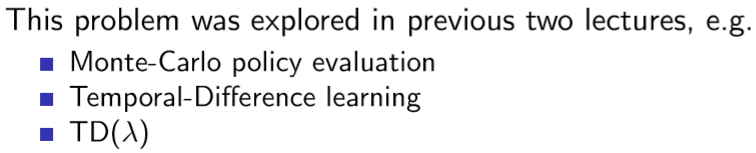 This problem was explored in previous two lectures, e.g.
Monte-Carlo policy evaluation
Temporal-Difference learning
TD(λ)